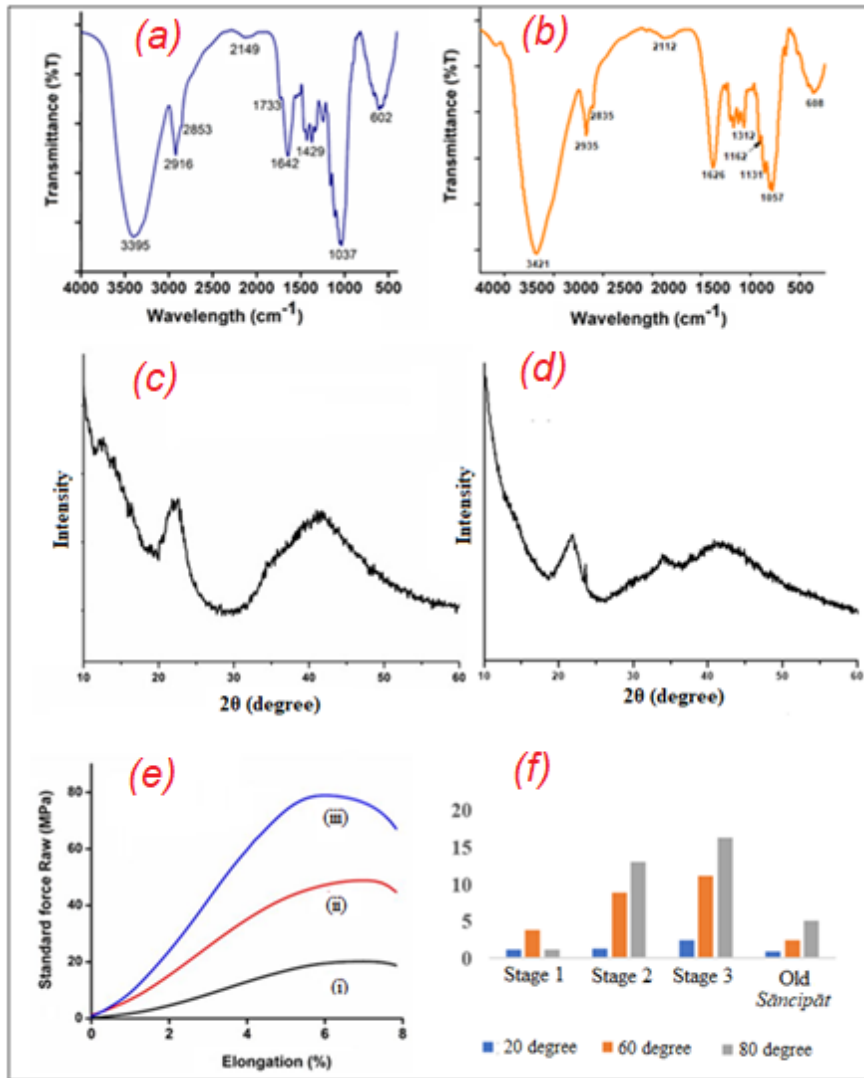 (a)
Transmittance (%T)
2149
1733
2853
2916
1642
1429
602
3395
1037
4000 3500 3000 2500 2000 1500 1000 500
Wavelength (cm-1)
(b)
Transmittance (%T)
2112
2835
2935
1312
1162
1131
1626
1057
608
3421
4000 3500 3000 2500 2000 1500 1000 500
Wavelength (cm-1)
(c)
Intensity
10 20 30 40 50 60
2θ (degree)
(d)
Intensity
10 20 30 40 50 60
2θ (degree)
(e)
Standard force Raw (MPa)
80
60
40
20
0
(iii)
(ii)
(i)
0 2 4 6 8
Elongation (%)
(f)
20
15
10
5
0
Stage 1 Stage 2 Stage 3 Old
Sāncipāt
20 degree 60 degree 80 degree